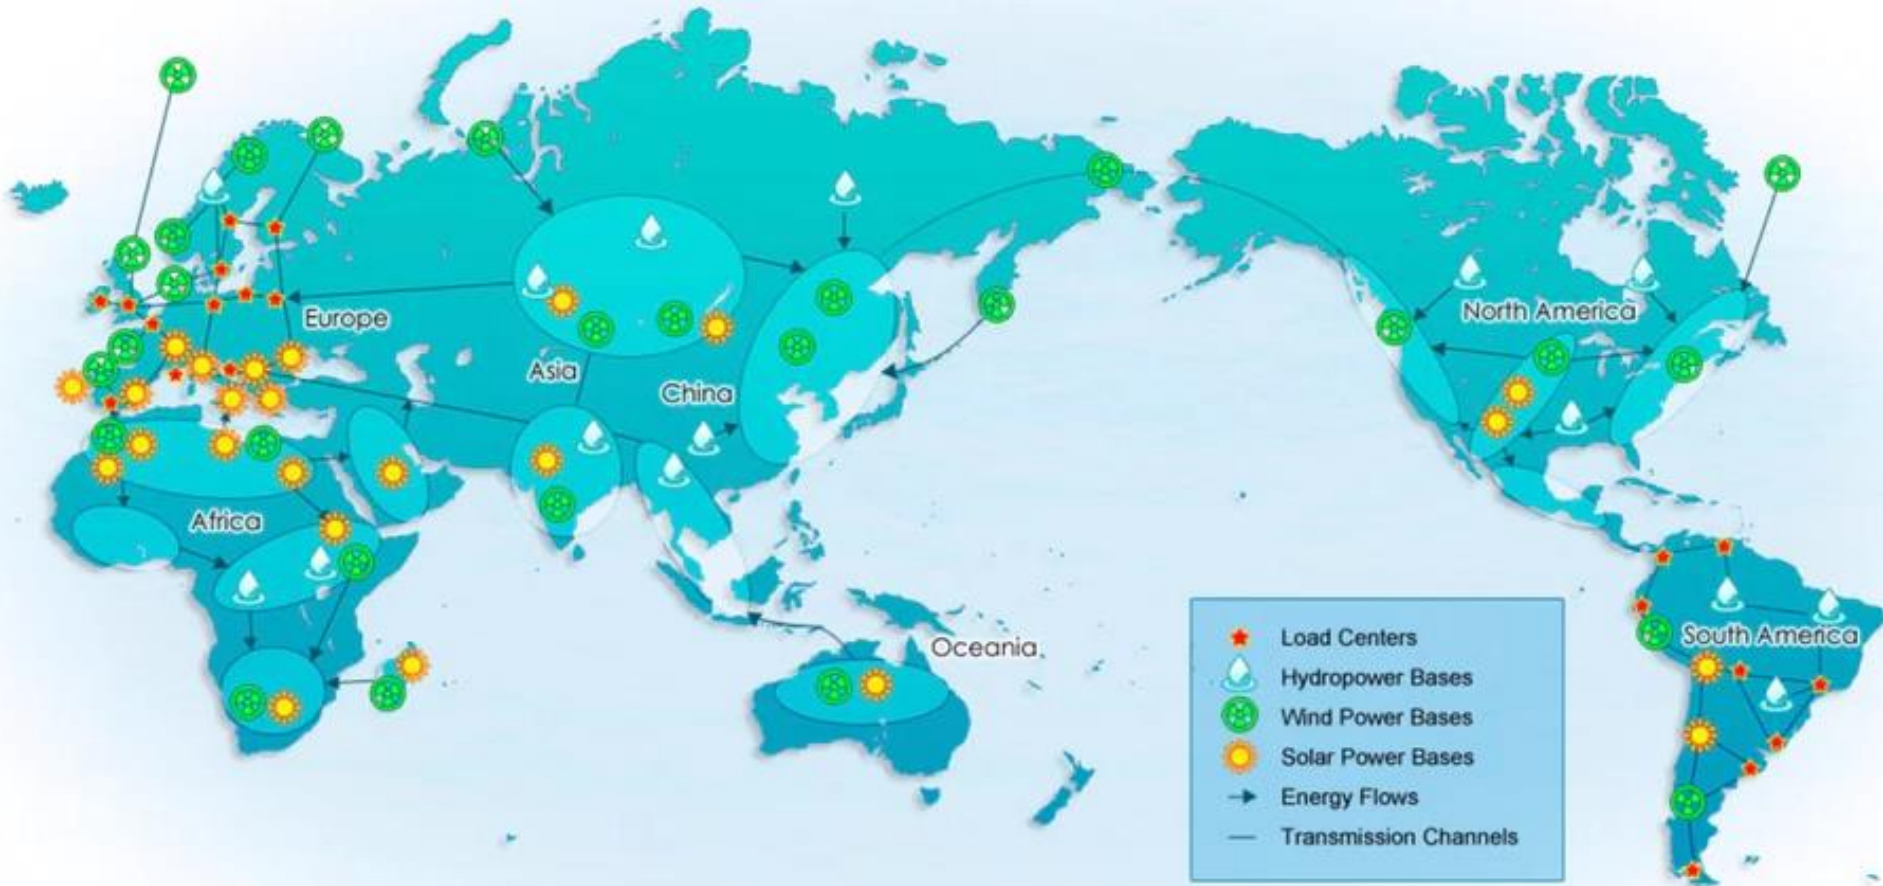 Europe
Asia
China
North America
Africa
Oceania
South America
Load Centers
Hydropower Bases
Wind Power Bases
Solar Power Bases
Energy Flows
Transmission Channels